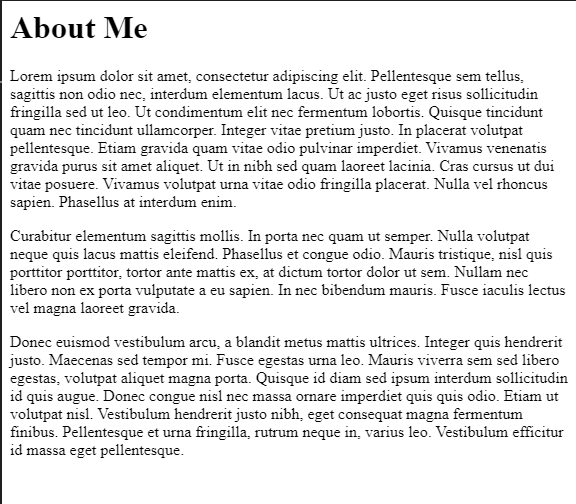 About Me
Lorem ipsum dolor sit amet, consectetur adipiscing elit. Pellentesque sem tellus,
sagittis non odio nec, interdum elementum lacus. Ut ac justo eget risus sollicitudin
fringilla sed ut leo. Ut condimentum elit nec fermentum lobortis. Quisque tincidunt
quam nec tincidunt ullamcorper. Integer vitae pretium justo. In placerat volutpat
pellentesque. Etiam gravida quam vitae odio pulvinar imperdiet. Vivamus venenatis
gravida purus sit amet aliquet. Ut in nibh sed quam laoreet lacinia. Cras cursus ut dui
vitae posuere. Vivamus volutpat urna vitae odio fringilla placerat. Nulla vel rhoncus
sapien. Phasellus at interdum enim.
Curabitur elementum sagittis mollis. In porta nec quam ut semper. Nulla volutpat
neque quis lacus mattis eleifend. Phasellus et congue odio. Mauris tristique, nisl quis
porttitor porttitor, tortor ante mattis ex, at dictum tortor dolor ut sem. Nullam nec
libero non ex porta vulputate a eu sapien. In nec bibendum mauris. Fusce iaculis lectus
vel magna laoreet gravida.
Donec euismod vestibulum arcu, a blandit metus mattis ultrices. Integer quis hendrerit
justo. Maecenas sed tempor mi. Fusce egestas urna leo. Mauris viverra sem sed libero
egestas, volutpat aliquet magna porta. Quisque id diam sed ipsum interdum sollicitudin
id quis augue. Donec congue nisl nec massa ornare imperdiet quis quis odio. Etiam ut
volutpat nisl. Vestibulum hendrerit justo nibh, eget consequat magna fermentum
finibus. Pellentesque et urna fringilla, rutrum neque in, varius leo. Vestibulum efficitur
id massa eget pellentesque.